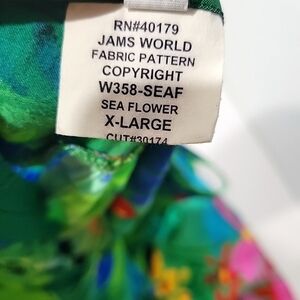 RN#40179
JAMS WORLD
FABRIC PATTERN
COPYRIGHT
W358-SEAF
SEA FLOWER
X-LARGE
CUT#30174